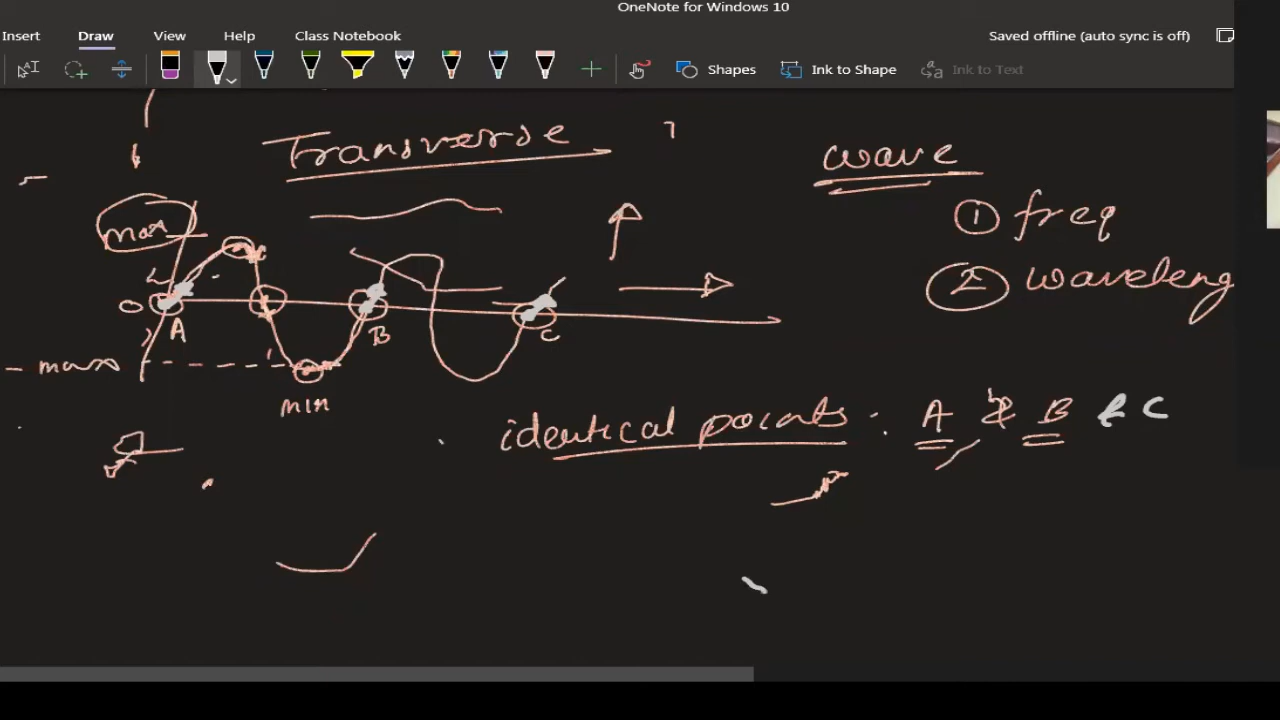 OneNote for Windows 10
Insert Draw View Help Class Notebook Saved offline (auto sync is off)
Shapes Ink to Shape Ink to Text
Transverse
wave
max
① freq
② waveleng
0 A B C
- max
min
identical points : A & B & C